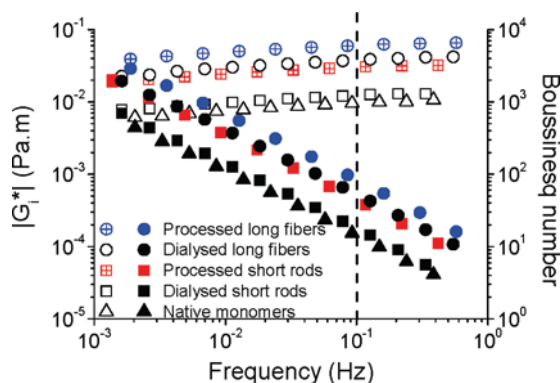 10⁻¹
10⁻²
10⁻³
10⁻⁴
10⁻⁵
|Gᵢ*| (Pa.m)
10⁴
10³
10²
10¹
10⁰
Boussinesq number
Processed long fibers
Dialysed long fibers
Processed short rods
Dialysed short rods
Native monomers
10⁻³ 10⁻² 10⁻¹ 10⁰
Frequency (Hz)